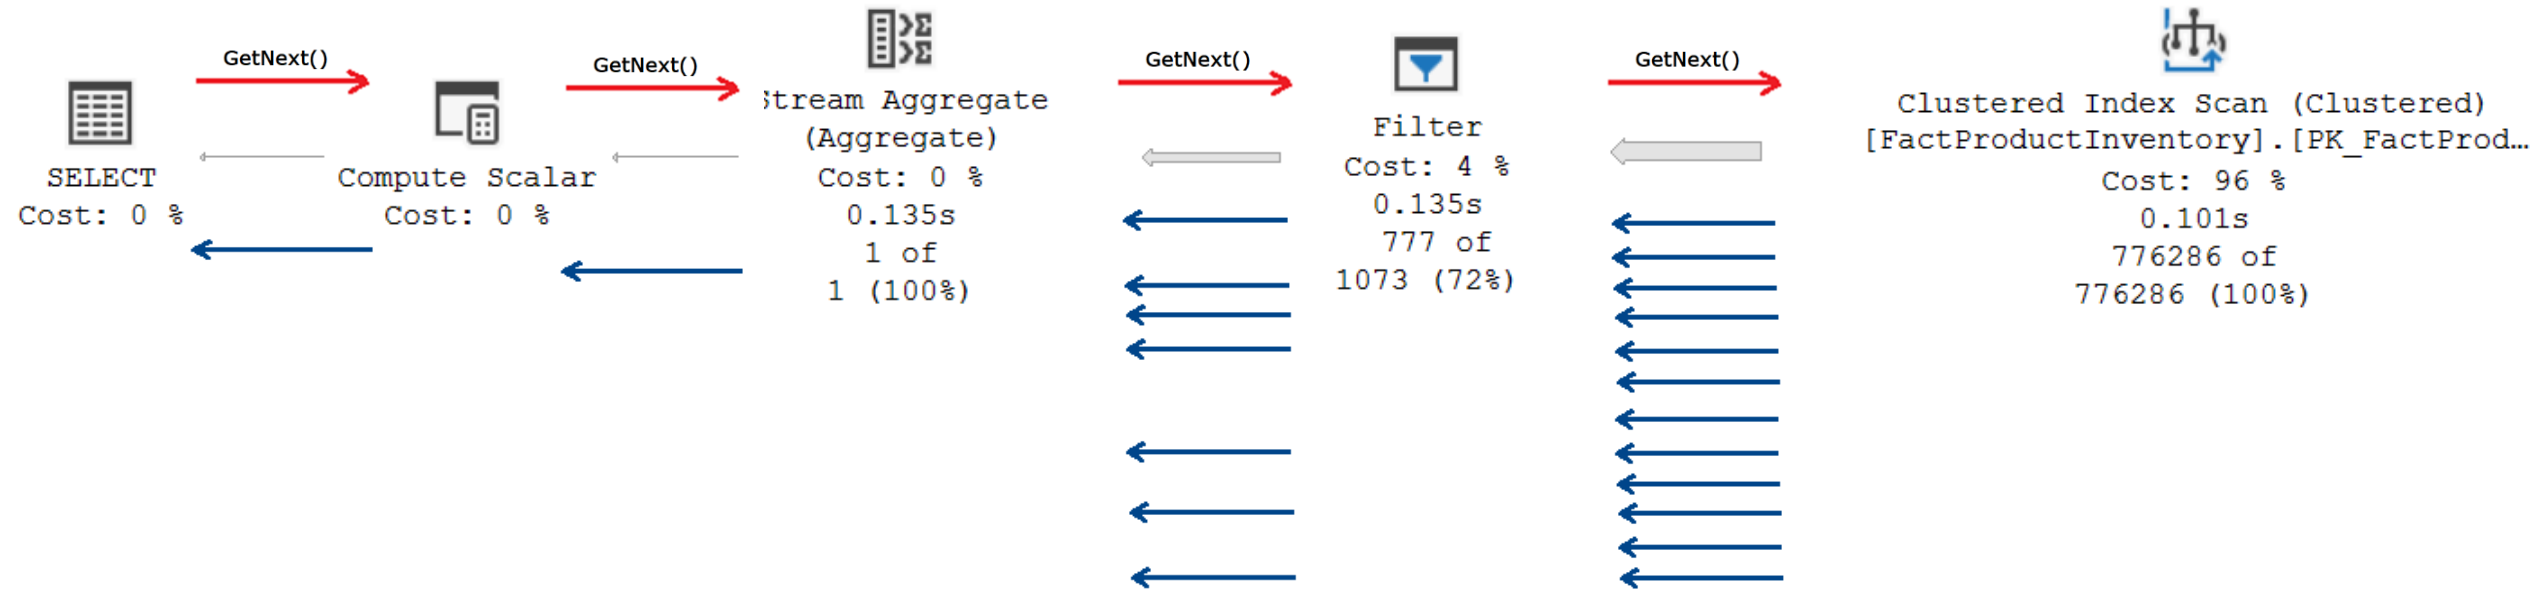 GetNext()
SELECT
Cost: 0 %
GetNext()
Compute Scalar
Cost: 0 %
Stream Aggregate
(Aggregate)
Cost: 0 %
0.135s
1 of
1 (100%)
GetNext()
Filter
Cost: 4 %
0.135s
777 of
1073 (72%)
GetNext()
Clustered Index Scan (Clustered)
[FactProductInventory].[PK_FactProd…
Cost: 96 %
0.101s
776286 of
776286 (100%)